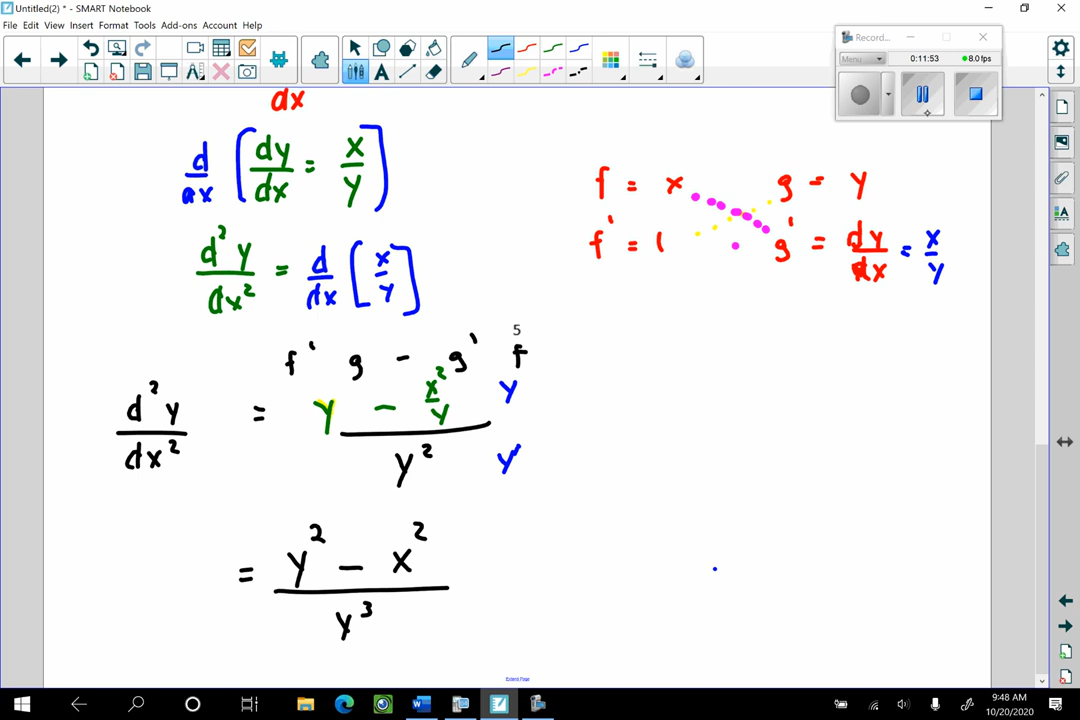 Untitled(2) * - SMART Notebook
File Edit View Insert Format Tools Add-ons Account Help
Record...
Menu
0:11:53
8.0 fps
dx
d/dx [dy/dx = x/y]
f = x g = y
f' = 1 g' = dy/dx = x/y
d²y/dx² = d/dx [x/y]
5
f' g - g' f
d²y/dx² = (y - x²/y)/y² y/y
= (y² - x²)/y³
Extend Page
9:48 AM
10/20/2020